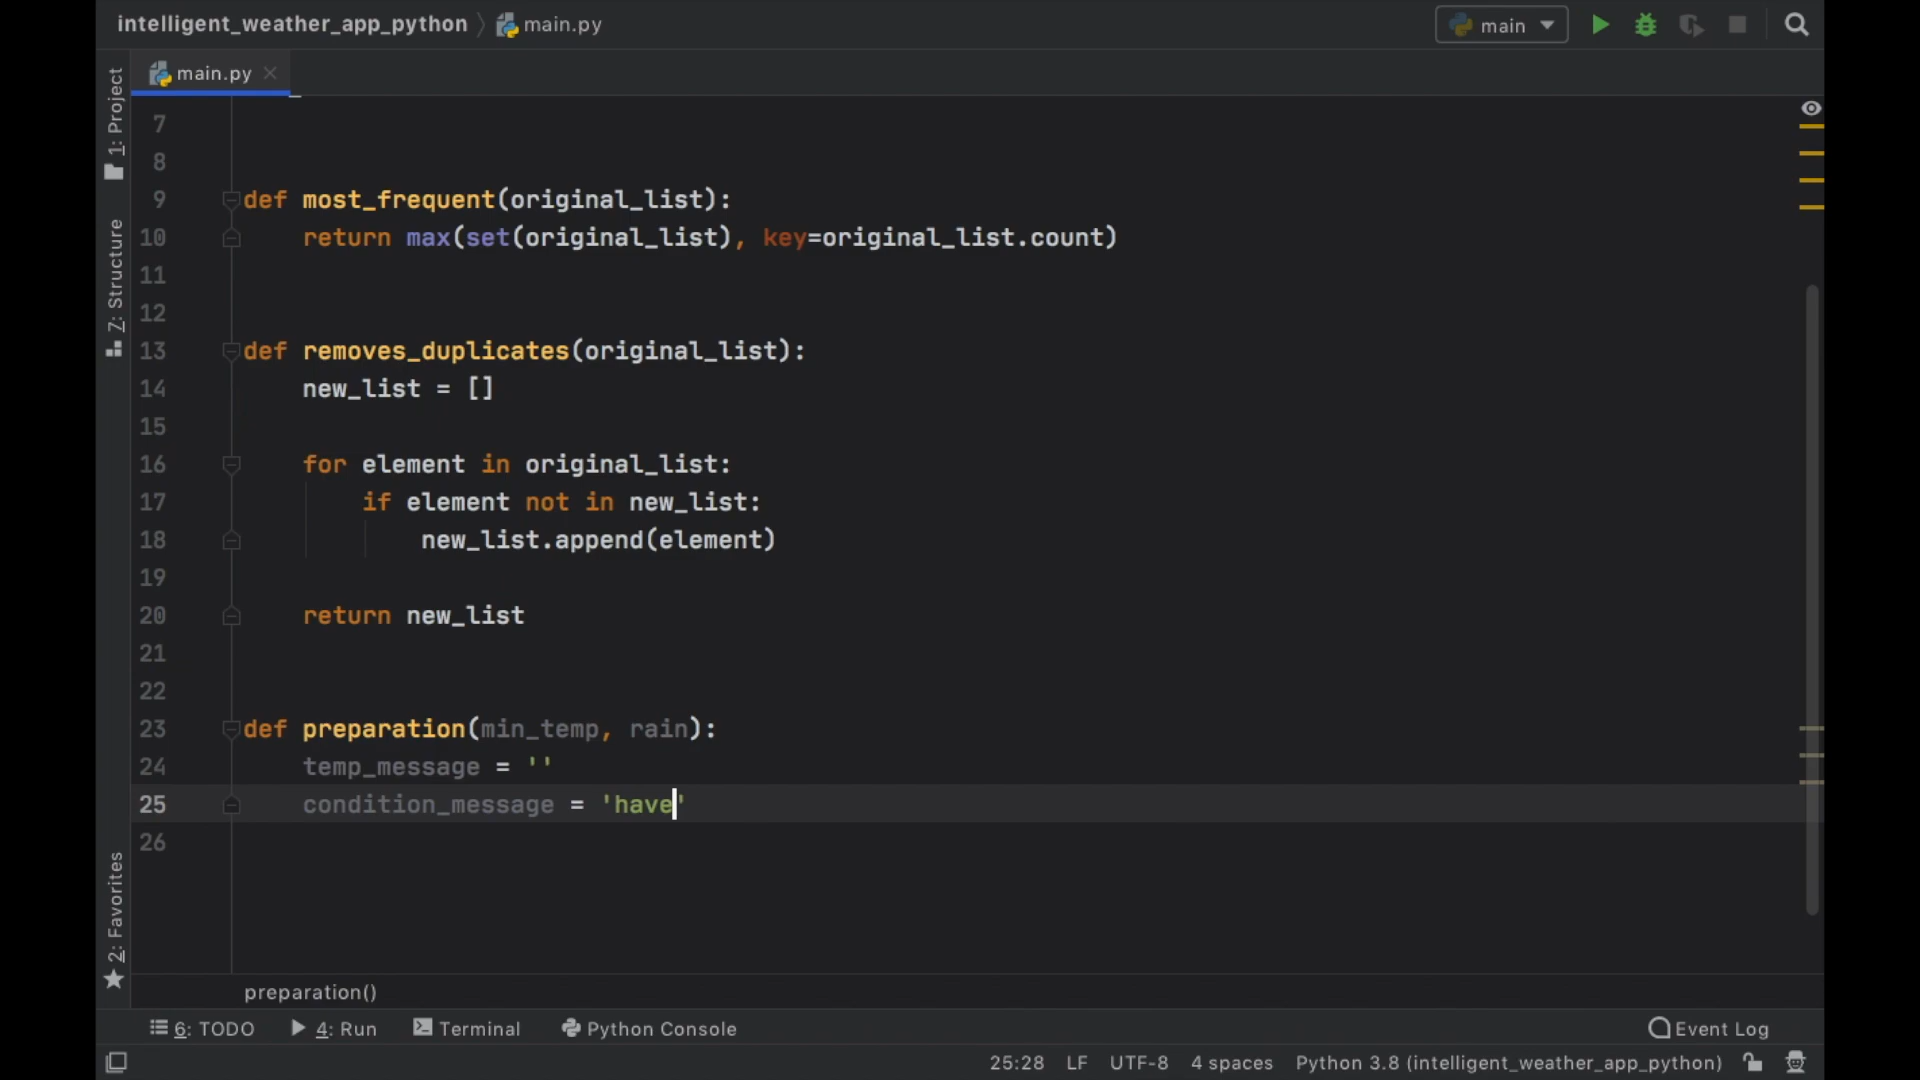 intelligent_weather_app_python main.py
main
main.py
1: Project
7: Structure
2: Favorites
7
8
9 def most_frequent(original_list):
10 return max(set(original_list), key=original_list.count)
11
12
13 def removes_duplicates(original_list):
14 new_list = []
15
16 for element in original_list:
17 if element not in new_list:
18 new_list.append(element)
19
20 return new_list
21
22
23 def preparation(min_temp, rain):
24 temp_message = ''
25 condition_message = 'have'
26
preparation()
6: TODO 4: Run Terminal Python Console Event Log
25:28 LF UTF-8 4 spaces Python 3.8 (intelligent_weather_app_python)